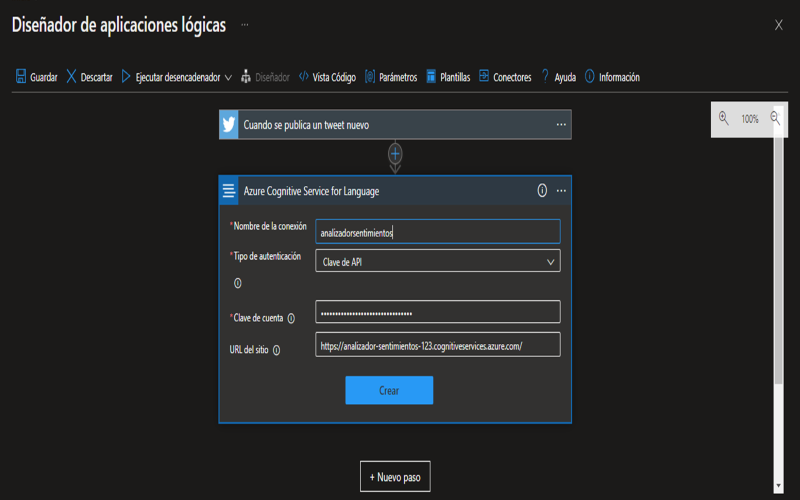 Diseñador de aplicaciones lógicas ...
Guardar Descartar Ejecutar desencadenador Diseñador Vista Código Parámetros Plantillas Conectores Ayuda Información
Cuando se publica un tweet nuevo
100%
Azure Cognitive Service for Language
*Nombre de la conexión
analizadorsentimientos
*Tipo de autenticación
Clave de API
*Clave de cuenta
••••••••••••••••••••••••••••••••
URL del sitio
https://analizador-sentimientos-123.cognitiveservices.azure.com/
Crear
+ Nuevo paso